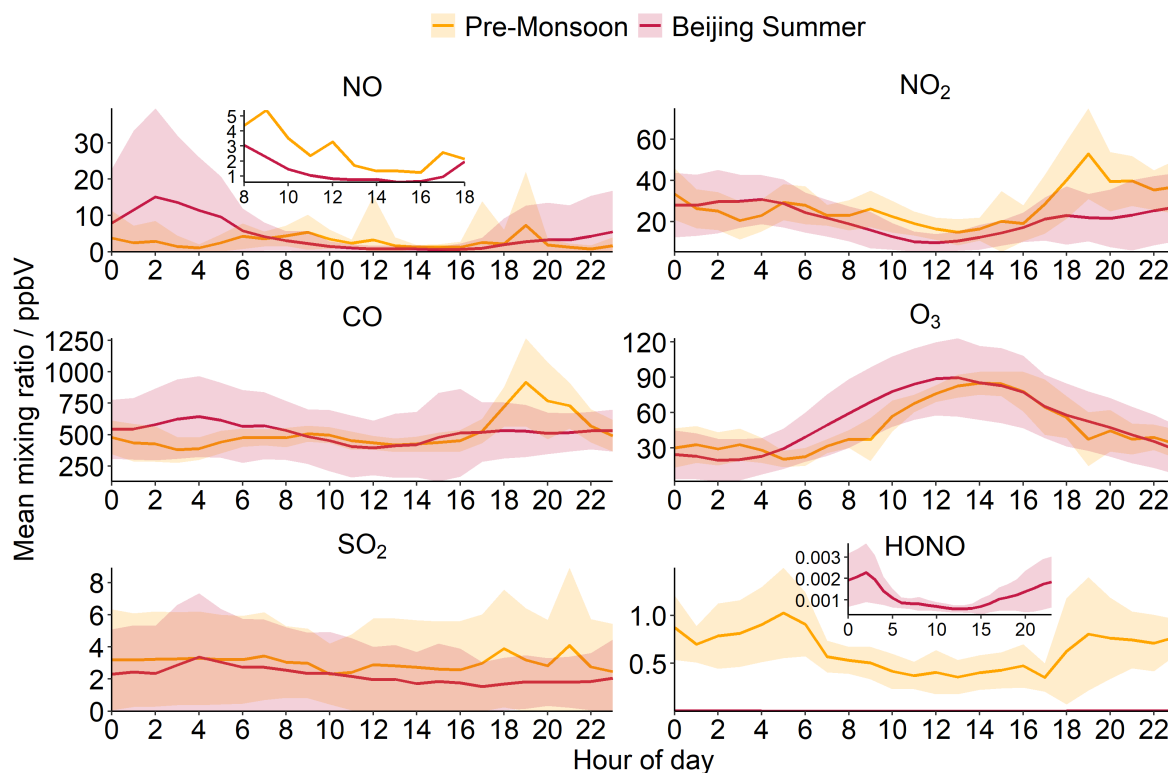 Pre-Monsoon Beijing Summer
Mean mixing ratio / ppbV
NO
30
20
10
0
0 2 4 6 8 10 12 14 16 18 20 22
5
4
3
2
1
8 10 12 14 16 18
NO₂
60
40
20
0 2 4 6 8 10 12 14 16 18 20 22
CO
1250
1000
750
500
250
0 2 4 6 8 10 12 14 16 18 20 22
O₃
120
90
60
30
0 2 4 6 8 10 12 14 16 18 20 22
SO₂
8
6
4
2
0
0 2 4 6 8 10 12 14 16 18 20 22
HONO
1.0
0.5
0 2 4 6 8 10 12 14 16 18 20 22
0.003
0.002
0.001
0 5 10 15 20
Hour of day